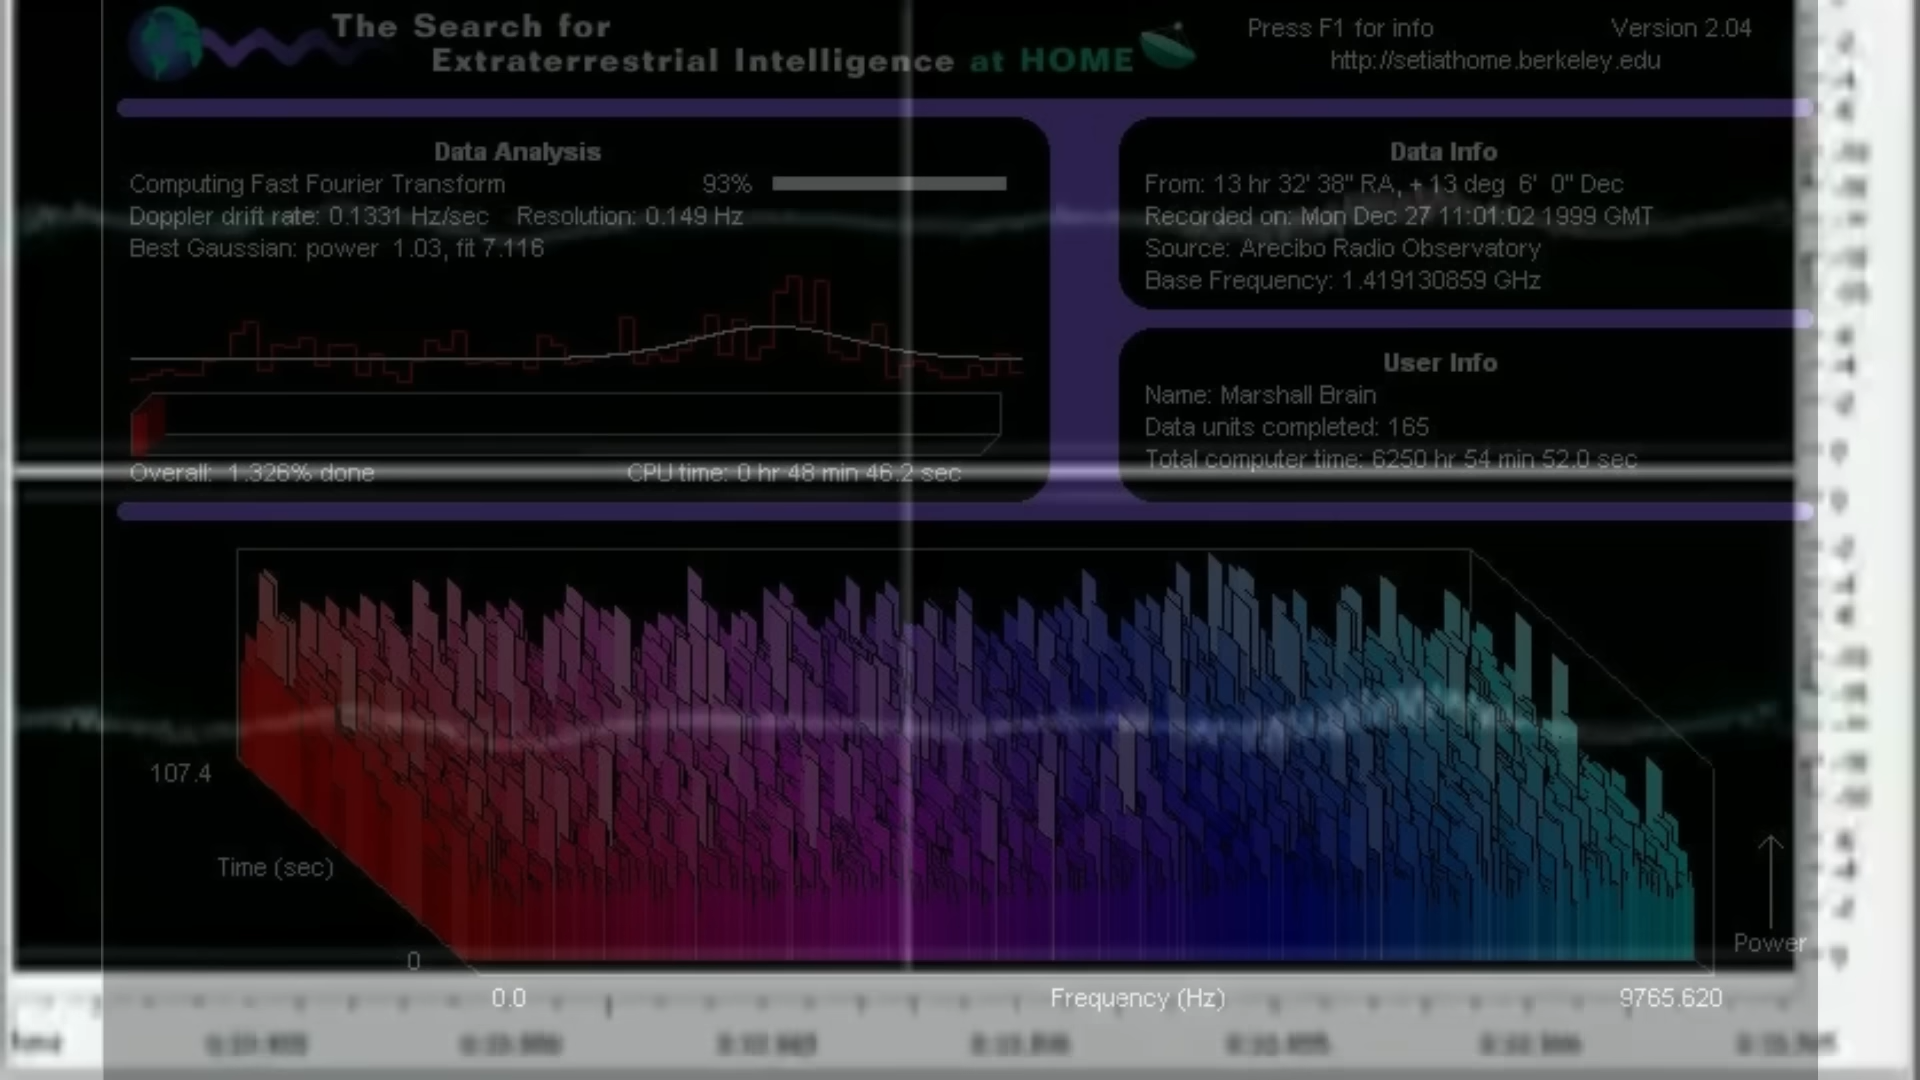 The Search for
Extraterrestrial Intelligence at HOME
Press F1 for info Version 2.04
http://setiathome.berkeley.edu
Data Analysis
Computing Fast Fourier Transform 93%
Doppler drift rate: 0.1331 Hz/sec Resolution: 0.149 Hz
Best Gaussian: power 1.03, fit 7.116
Overall: 1.326% done CPU time: 0 hr 48 min 46.2 sec
Data Info
From: 13 hr 32' 38" RA, + 13 deg 6' 0" Dec
Recorded on: Mon Dec 27 11:01:02 1999 GMT
Source: Arecibo Radio Observatory
Base Frequency: 1.419130859 GHz
User Info
Name: Marshall Brain
Data units completed: 165
Total computer time: 6250 hr 54 min 52.0 sec
107.4
Time (sec)
0
0.0 Frequency (Hz) 9765.620
Power